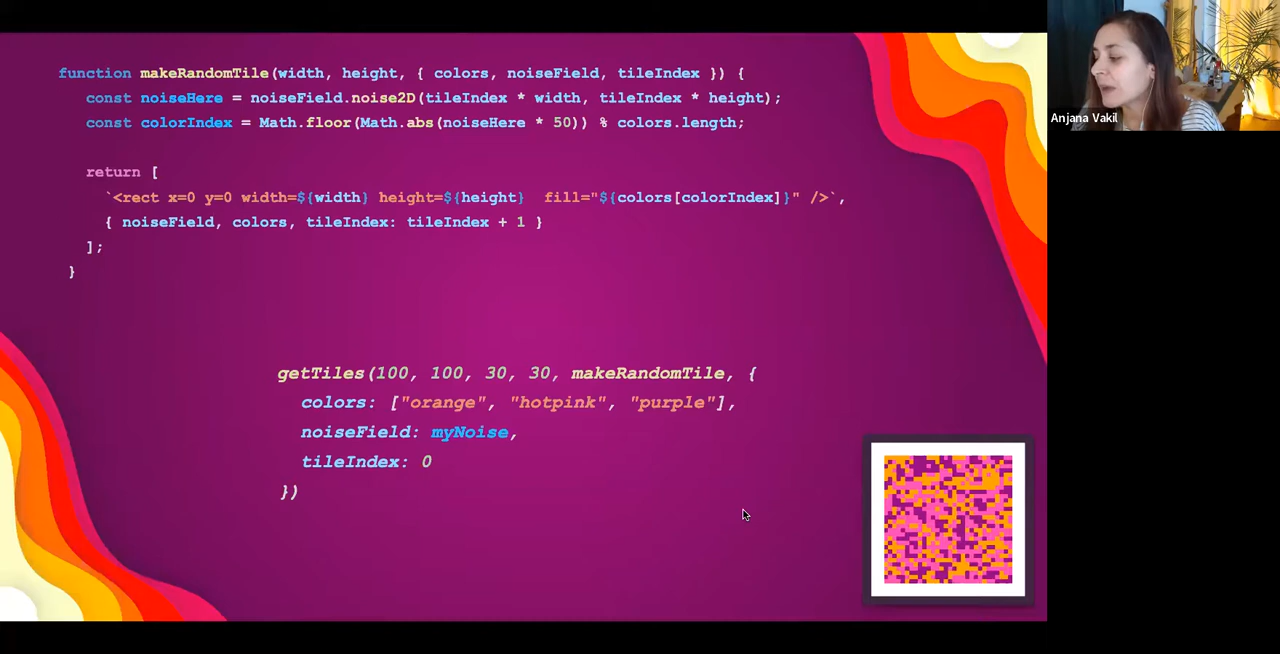 function makeRandomTile(width, height, { colors, noiseField, tileIndex }) {
const noiseHere = noiseField.noise2D(tileIndex * width, tileIndex * height);
const colorIndex = Math.floor(Math.abs(noiseHere * 50)) % colors.length;
return [
`<rect x=0 y=0 width=${width} height=${height}  fill="${colors[colorIndex]}" />`,
{ noiseField, colors, tileIndex: tileIndex + 1 }
];
}
getTiles(100, 100, 30, 30, makeRandomTile, {
colors: ["orange", "hotpink", "purple"],
noiseField: myNoise,
tileIndex: 0
})
Anjana Vakil